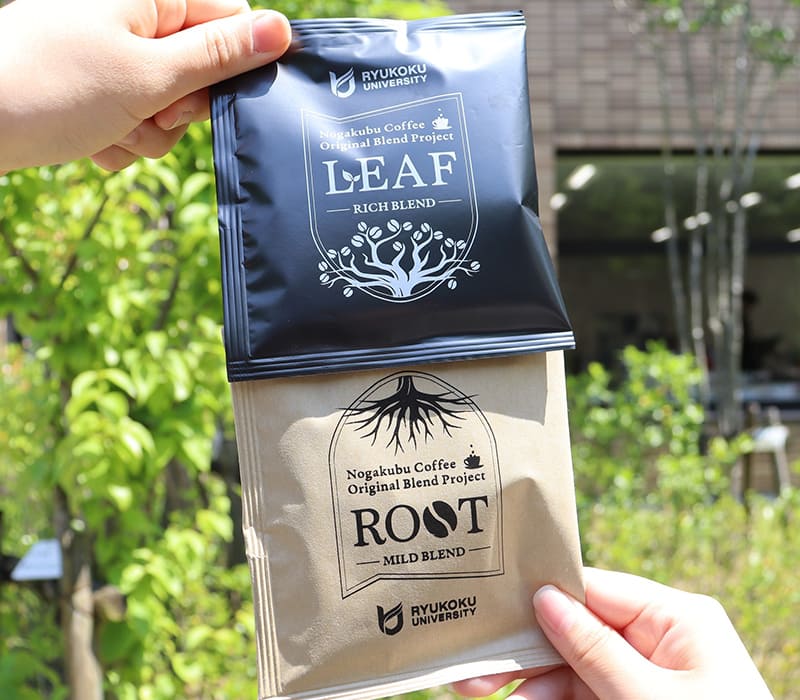 RYUKOKU
UNIVERSITY
Nogakubu Coffee
Original Blend Project
LEAF
RICH BLEND
Nogakubu Coffee
Original Blend Project
ROOT
MILD BLEND
RYUKOKU
UNIVERSITY